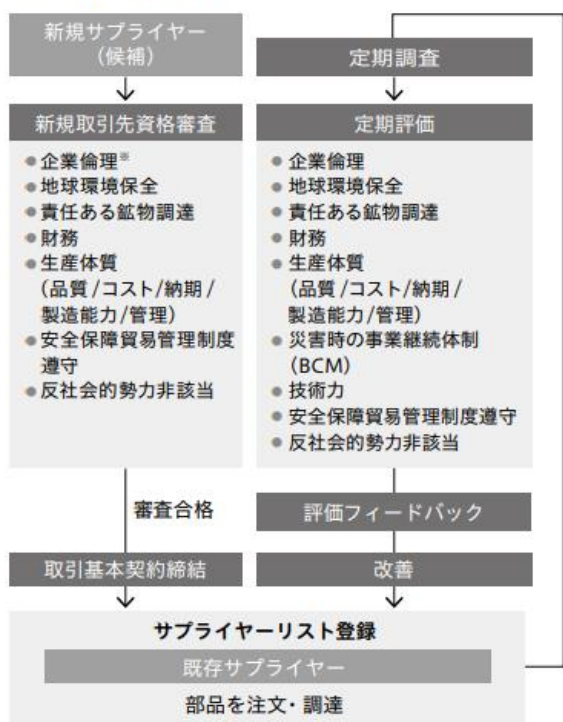 新規サプライヤー
(候補)
新規取引先資格審査
●企業倫理※
●地球環境保全
●責任ある鉱物調達
●財務
●生産体質
(品質/コスト/納期/
製造能力/管理)
●安全保障貿易管理制度
遵守
●反社会的勢力非該当
審査合格
取引基本契約締結
定期調査
定期評価
●企業倫理
●地球環境保全
●責任ある鉱物調達
●財務
●生産体質
(品質/コスト/納期/
製造能力/管理)
●災害時の事業継続体制
(BCM)
●技術力
●安全保障貿易管理制度遵守
●反社会的勢力非該当
評価フィードバック
改善
サプライヤーリスト登録
既存サプライヤー
部品を注文・調達